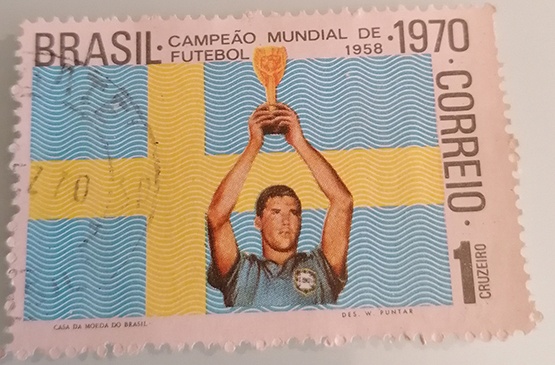 BRASIL·
CAMPEÃO MUNDIAL DE
FUTEBOL 1958
·1970
·CORREIO·
1
CRUZEIRO
CASA DA MOEDA DO BRASIL
DES. W. PUNTAR